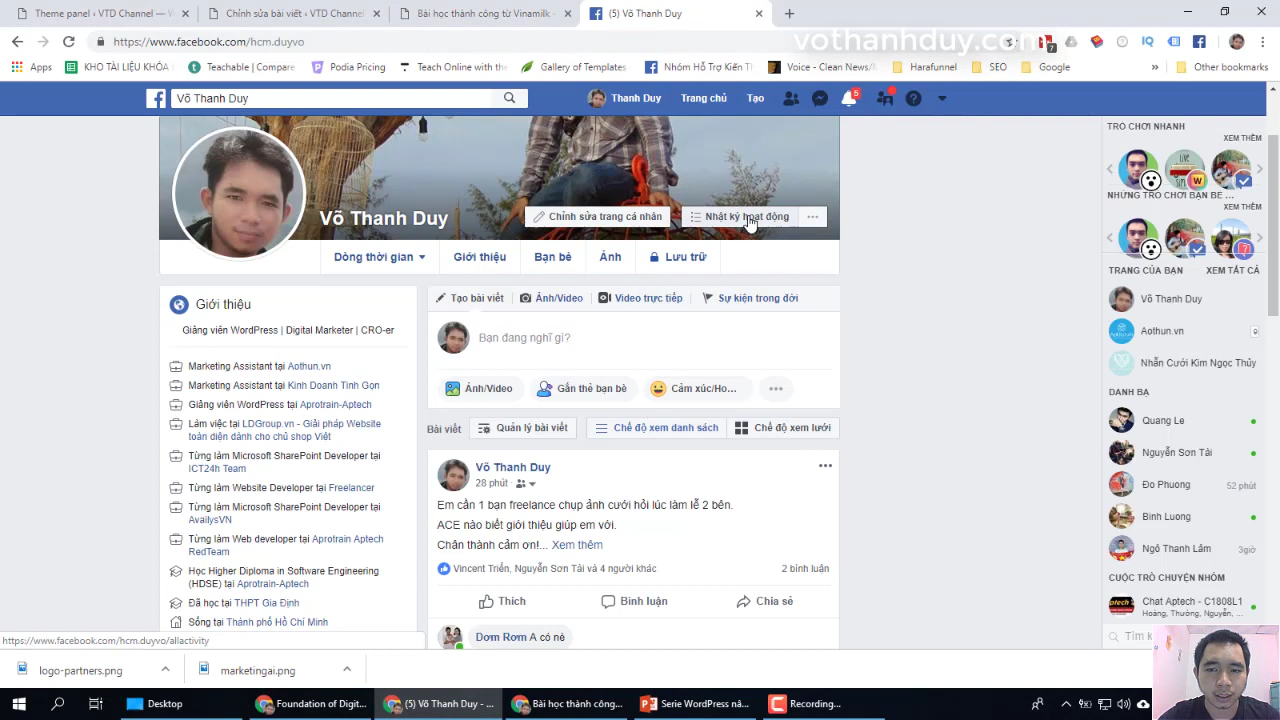 Theme panel ‹ VTD Channel — W
Chỉnh sửa bài viết ‹ VTD Channel
Bài học thành công từ Vinamilk -
(5) Võ Thanh Duy
vothanhduy.com
https://www.facebook.com/hcm.duyvo
7
Apps
KHO TÀI LIỆU KHÓA
Teachable | Compare
Podia Pricing
Teach Online with the
Gallery of Templates
Nhóm Hỗ Trợ Kiến Th
Voice - Clean News/M
Harafunnel
SEO
Google
»
Other bookmarks
Võ Thanh Duy
Thanh Duy
Trang chủ
Tạo
5
Võ Thanh Duy
Chỉnh sửa trang cá nhân
Nhật ký hoạt động
Dòng thời gian
Giới thiệu
Bạn bè
Ảnh
Lưu trữ
Giới thiệu
Giảng viên WordPress | Digital Marketer | CRO-er
Marketing Assistant tại Aothun.vn
Marketing Assistant tại Kinh Doanh Tinh Gọn
Giảng viên WordPress tại Aprotrain-Aptech
Làm việc tại LDGroup.vn - Giải pháp Website
toàn diện dành cho chủ shop Việt
Từng làm Microsoft SharePoint Developer tại
ICT24h Team
Từng làm Website Developer tại Freelancer
Từng làm Microsoft SharePoint Developer tại
AvailysVN
Từng làm Web developer tại Aprotrain Aptech
RedTeam
Học Higher Diploma in Software Engineering
(HDSE) tại Aprotrain-Aptech
Đã học tại THPT Gia Định
Sống tại Thành phố Hồ Chí Minh
https://www.facebook.com/hcm.duyvo/allactivity
Tạo bài viết
Ảnh/Video
Video trực tiếp
Sự kiện trong đời
Bạn đang nghĩ gì?
Ảnh/Video
Gắn thẻ bạn bè
Cảm xúc/Ho...
Bài viết
Quản lý bài viết
Chế độ xem danh sách
Chế độ xem lưới
Võ Thanh Duy
28 phút
Em cần 1 bạn freelance chụp ảnh cưới hỏi lúc làm lễ 2 bên.
ACE nào biết giới thiệu giúp em với.
Chân thành cảm ơn!... Xem thêm
Vincent Triển, Nguyễn Sơn Tài và 4 người khác
2 bình luận
Thích
Bình luận
Chia sẻ
Dơm Rơm A có nè
TRÒ CHƠI NHANH
XEM THÊM
NHỮNG TRÒ CHƠI BẠN BÈ ...
XEM THÊM
TRANG CỦA BẠN
XEM TẤT CẢ
Võ Thanh Duy
Aothun.vn
Nhẫn Cưới Kim Ngọc Thủy
DANH BẠ
Quang Le
Nguyễn Sơn Tài
Đo Phuong
52 phút
Binh Luong
Ngô Thanh Lâm
3giờ
CUỘC TRÒ CHUYỆN NHÓM
Chat Aptech - C1808L1
Hoàng, Thương, Nguyên, Tr...
Tìm k
logo-partners.png
marketingai.png
Desktop
Foundation of Digit...
(5) Võ Thanh Duy - ...
Bài học thành công...
Serie WordPress nâ...
Recording...